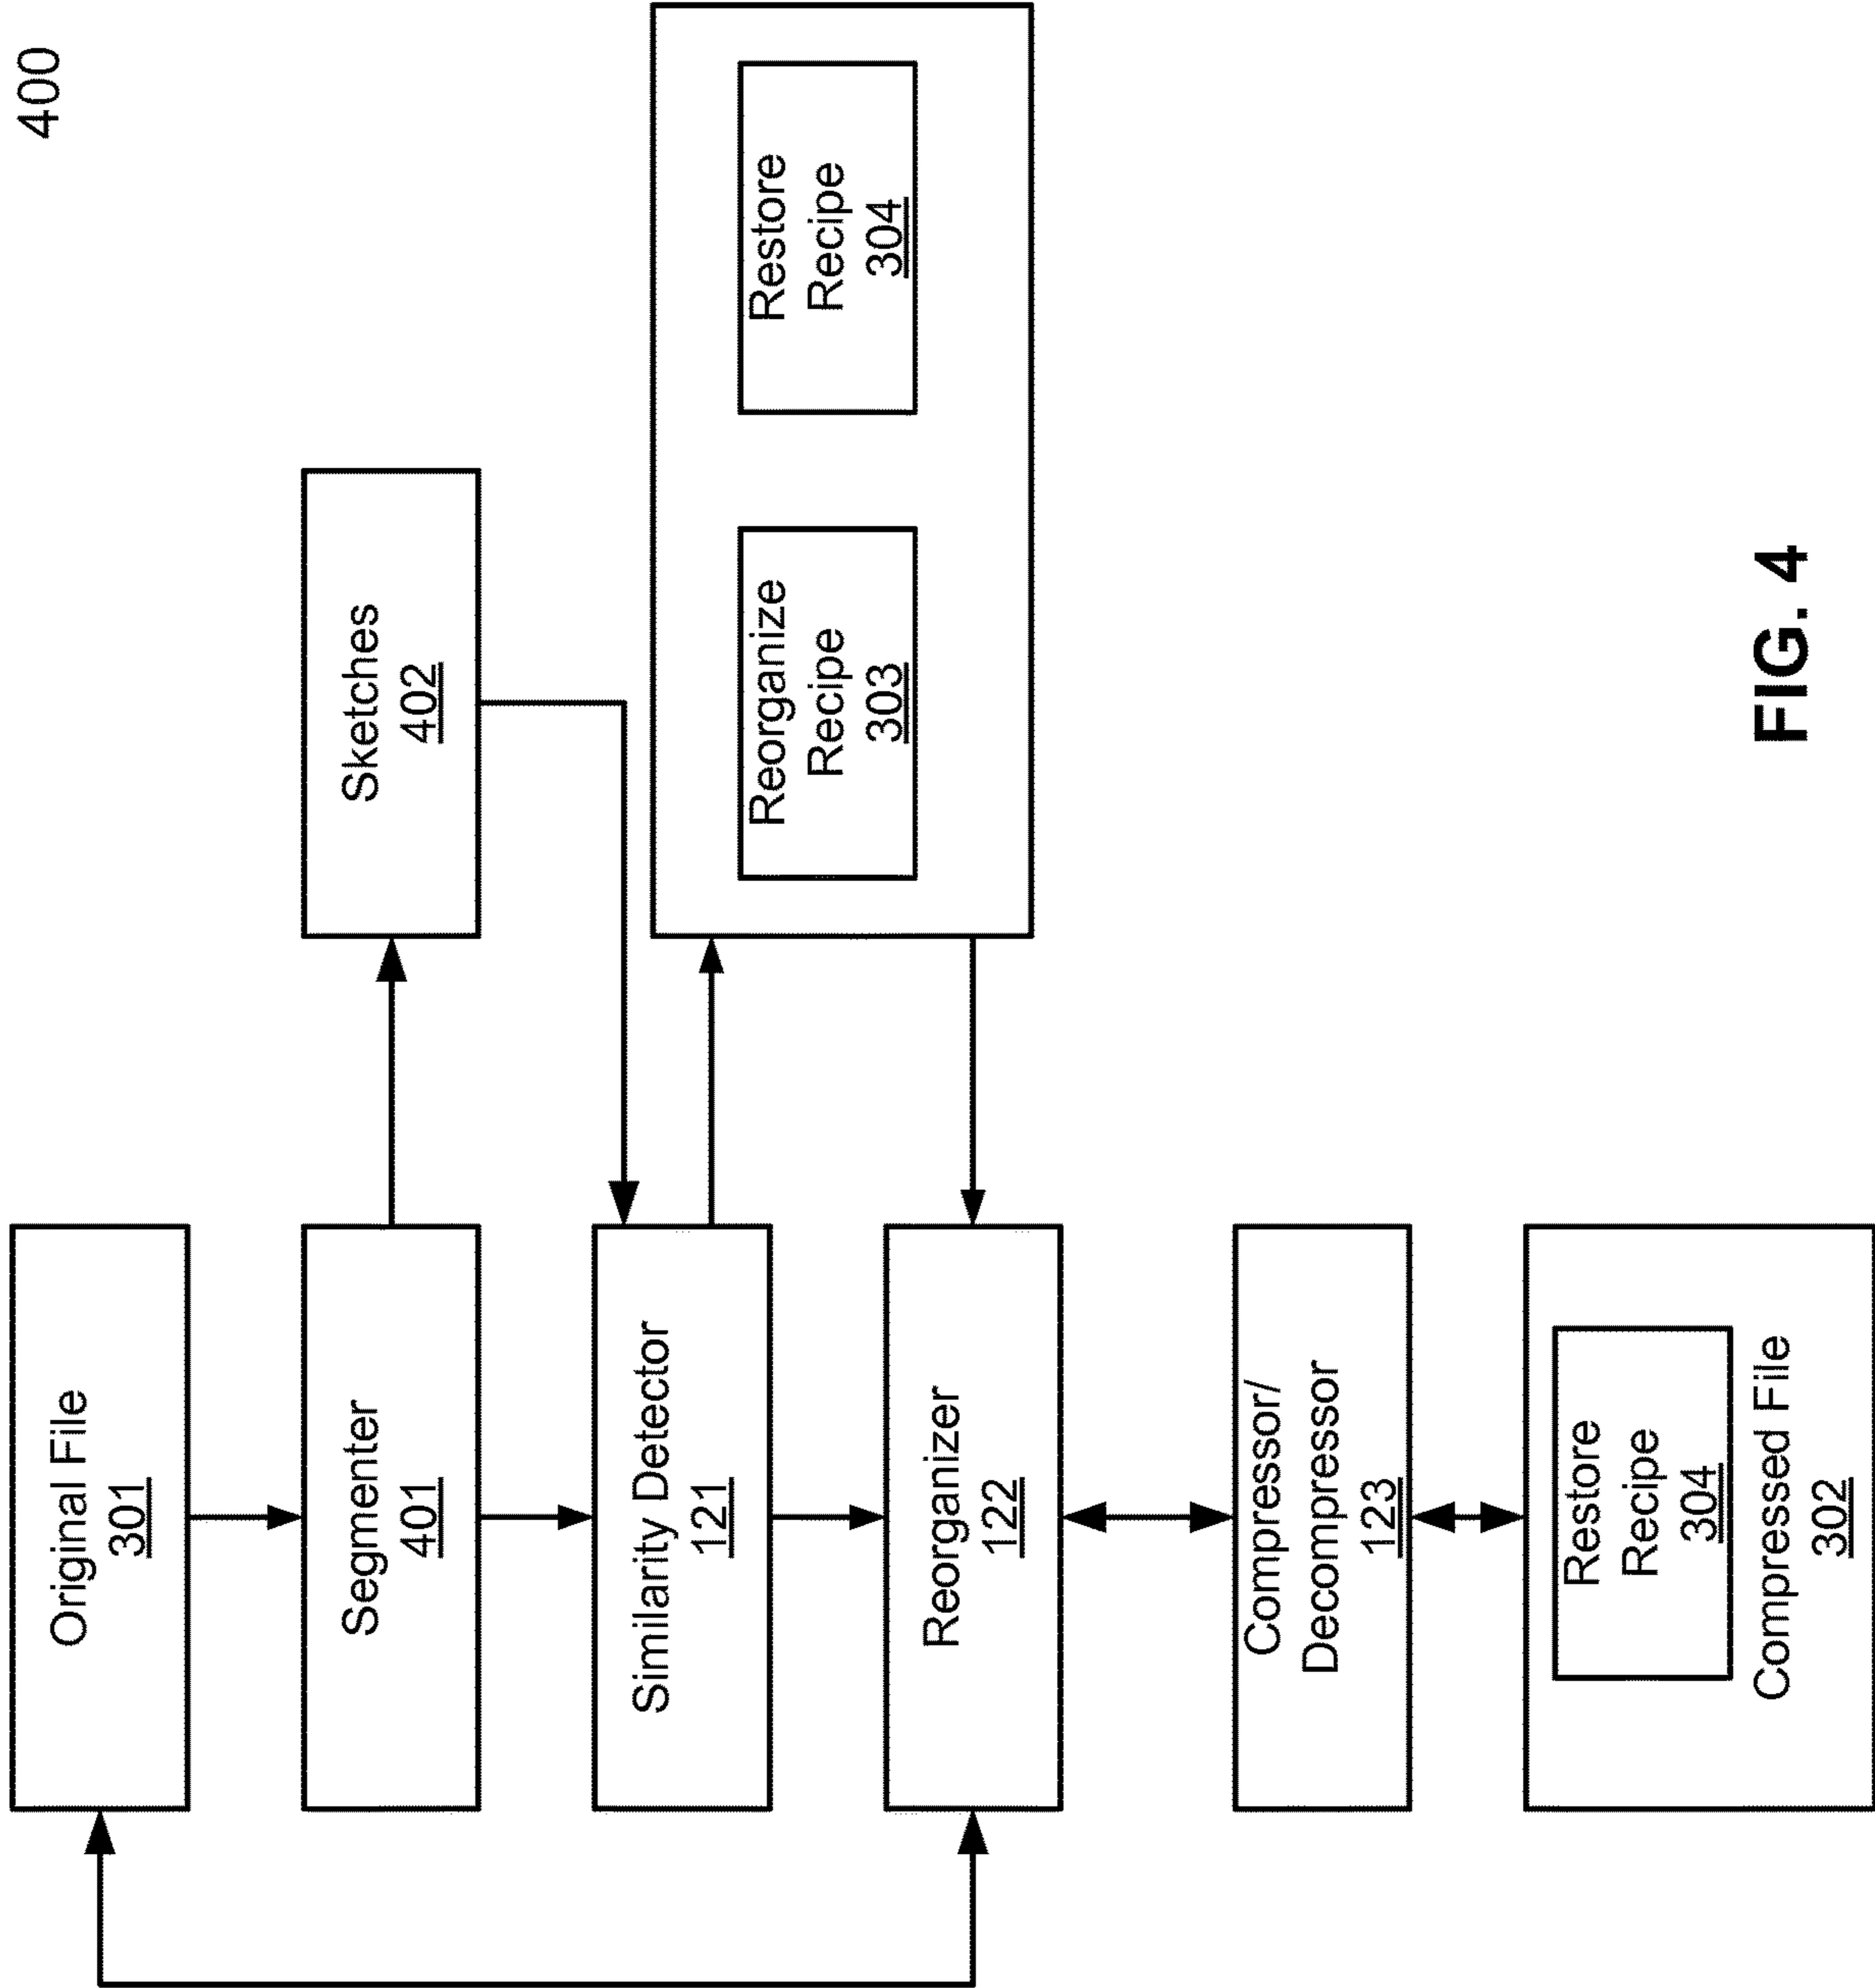 400
Original File
301
Segmenter
401
Sketches
402
Similarity Detector
121
Reorganizer
122
Reorganize
Recipe
303
Restore
Recipe
304
Compressor/
Decompressor
123
Restore
Recipe
304
Compressed File
302
FIG. 4